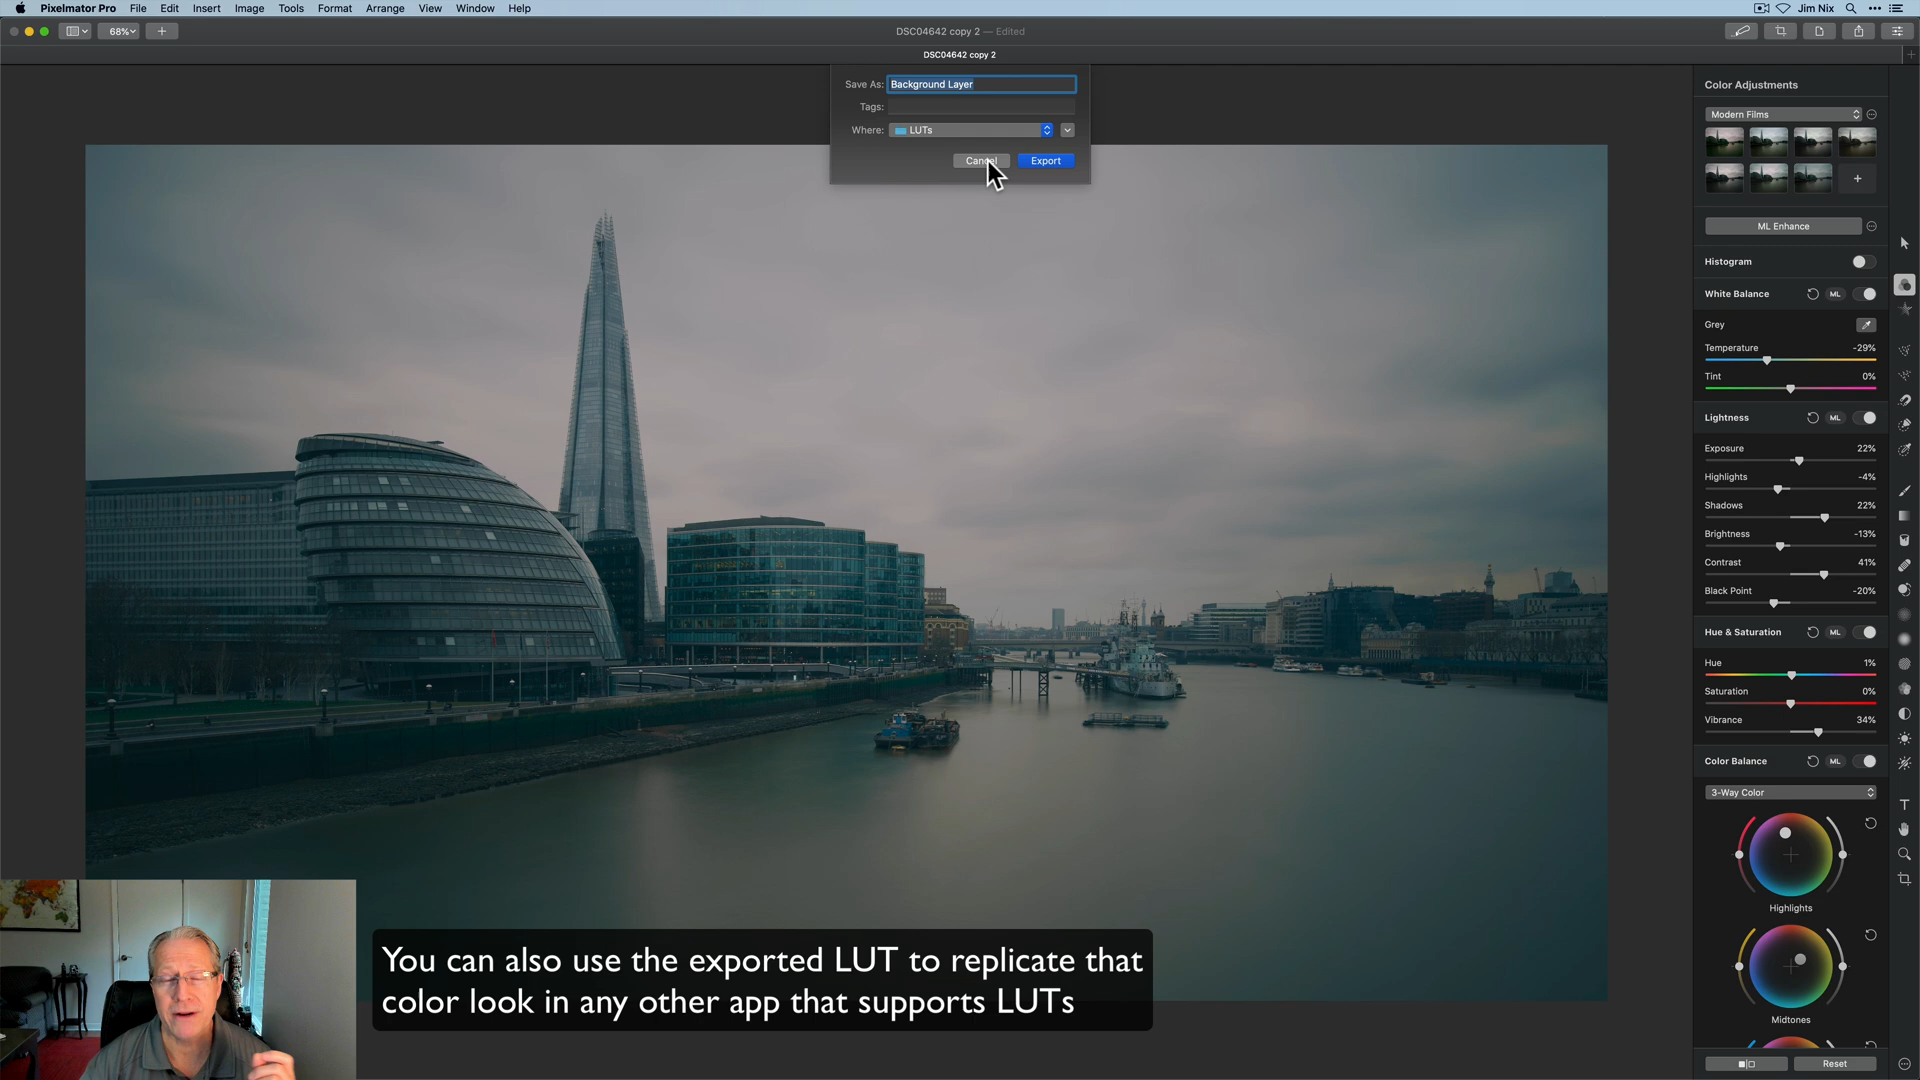 Pixelmator Pro File Edit Insert Image Tools Format Arrange View Window Help Jim Nix
68% DSC04642 copy 2 — Edited
DSC04642 copy 2
Save As: Background Layer
Tags:
Where: LUTs
Cancel Export
Color Adjustments
Modern Films
ML Enhance
Histogram
White Balance ML
Grey
Temperature -29%
Tint 0%
Lightness ML
Exposure 22%
Highlights -4%
Shadows 22%
Brightness -13%
Contrast 41%
Black Point -20%
Hue & Saturation ML
Hue 1%
Saturation 0%
Vibrance 34%
Color Balance ML
3-Way Color
Highlights
Midtones
Reset
You can also use the exported LUT to replicate that
color look in any other app that supports LUTs